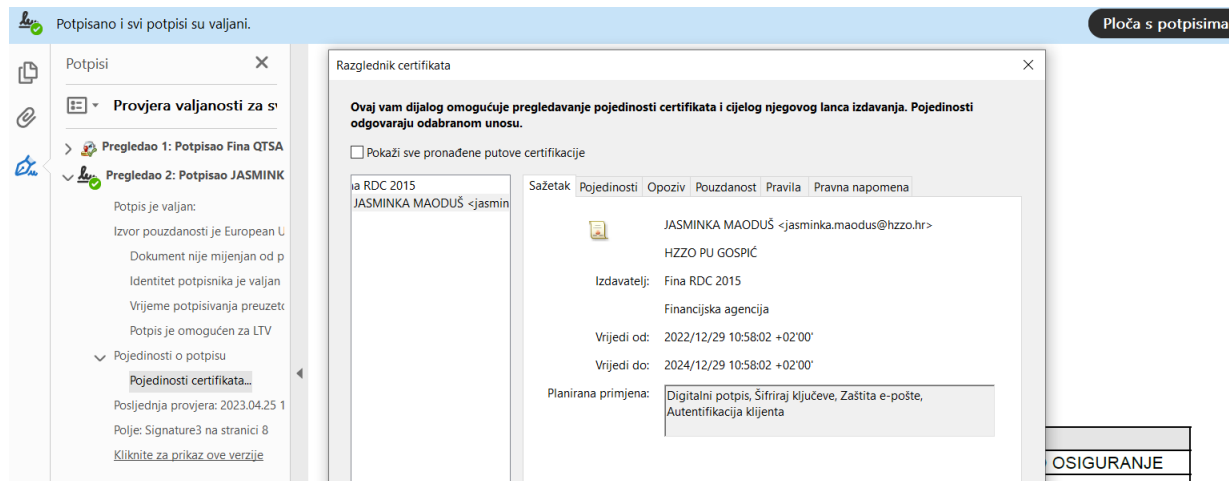 Potpisano i svi potpisi su valjani.
Ploča s potpisima
Potpisi
Provjera valjanosti za sv
Pregledao 1: Potpisao Fina QTSA
Pregledao 2: Potpisao JASMINK
Potpis je valjan:
Izvor pouzdanosti je European U
Dokument nije mijenjan od p
Identitet potpisnika je valjan
Vrijeme potpisivanja preuzeto
Potpis je omogućen za LTV
Pojedinosti o potpisu
Pojedinosti certifikata...
Posljednja provjera: 2023.04.25 1
Polje: Signature3 na stranici 8
Kliknite za prikaz ove verzije
Razglednik certifikata
Ovaj vam dijalog omogućuje pregledavanje pojedinosti certifikata i cijelog njegovog lanca izdavanja. Pojedinosti
odgovaraju odabranom unosu.
Pokaži sve pronađene putove certifikacije
na RDC 2015
JASMINKA MAODUŠ <jasmin
Sažetak Pojedinosti Opoziv Pouzdanost Pravila Pravna napomena
JASMINKA MAODUŠ <jasminka.maodus@hzzo.hr>
HZZO PU GOSPIĆ
Izdavatelj: Fina RDC 2015
Financijska agencija
Vrijedi od: 2022/12/29 10:58:02 +02'00'
Vrijedi do: 2024/12/29 10:58:02 +02'00'
Planirana primjena: Digitalni potpis, Šifriraj ključeve, Zaštita e-pošte,
Autentifikacija klijenta
OSIGURANJE